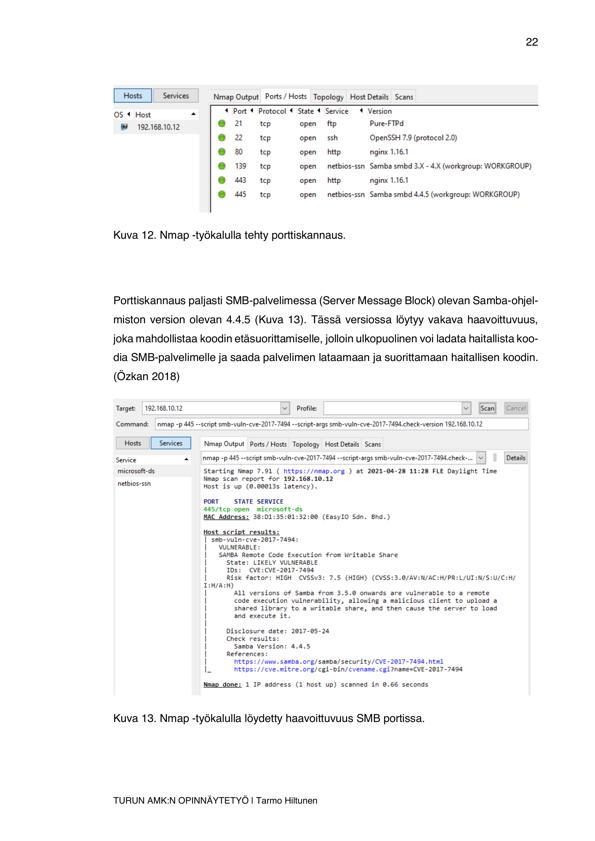 22
Hosts Services Nmap Output Ports / Hosts Topology Host Details Scans
OS Host Port Protocol State Service Version
192.168.10.12 21 tcp open ftp Pure-FTPd
22 tcp open ssh OpenSSH 7.9 (protocol 2.0)
80 tcp open http nginx 1.16.1
139 tcp open netbios-ssn Samba smbd 3.X - 4.X (workgroup: WORKGROUP)
443 tcp open http nginx 1.16.1
445 tcp open netbios-ssn Samba smbd 4.4.5 (workgroup: WORKGROUP)
Kuva 12. Nmap -työkalulla tehty porttiskannaus.
Porttiskannaus paljasti SMB-palvelimessa (Server Message Block) olevan Samba-ohjel-
miston version olevan 4.4.5 (Kuva 13). Tässä versiossa löytyy vakava haavoittuvuus,
joka mahdollistaa koodin etäsuorittamiselle, jolloin ulkopuolinen voi ladata haitallista koo-
dia SMB-palvelimelle ja saada palvelimen lataamaan ja suorittamaan haitallisen koodin.
(Özkan 2018)
Target: 192.168.10.12 Profile: Scan Cancel
Command: nmap -p 445 --script smb-vuln-cve-2017-7494 --script-args smb-vuln-cve-2017-7494.check-version 192.168.10.12
Hosts Services Nmap Output Ports / Hosts Topology Host Details Scans
Service nmap -p 445 --script smb-vuln-cve-2017-7494 --script-args smb-vuln-cve-2017-7494.check-... Details
microsoft-ds
netbios-ssn
Starting Nmap 7.91 ( https://nmap.org ) at 2021-04-28 11:28 FLE Daylight Time
Nmap scan report for 192.168.10.12
Host is up (0.00013s latency).
PORT STATE SERVICE
445/tcp open microsoft-ds
MAC Address: 38:D1:35:01:32:00 (EasyIO Sdn. Bhd.)
Host script results:
| smb-vuln-cve-2017-7494:
| VULNERABLE:
| SAMBA Remote Code Execution from Writable Share
| State: LIKELY VULNERABLE
| IDs: CVE:CVE-2017-7494
| Risk factor: HIGH CVSSv3: 7.5 (HIGH) (CVSS:3.0/AV:N/AC:H/PR:L/UI:N/S:U/C:H/
I:H/A:H)
| All versions of Samba from 3.5.0 onwards are vulnerable to a remote
| code execution vulnerability, allowing a malicious client to upload a
| shared library to a writable share, and then cause the server to load
| and execute it.
|
| Disclosure date: 2017-05-24
| Check results:
| Samba Version: 4.4.5
| References:
| https://www.samba.org/samba/security/CVE-2017-7494.html
|_ https://cve.mitre.org/cgi-bin/cvename.cgi?name=CVE-2017-7494
Nmap done: 1 IP address (1 host up) scanned in 0.66 seconds
Kuva 13. Nmap -työkalulla löydetty haavoittuvuus SMB portissa.
TURUN AMK:N OPINNÄYTETYÖ | Tarmo Hiltunen